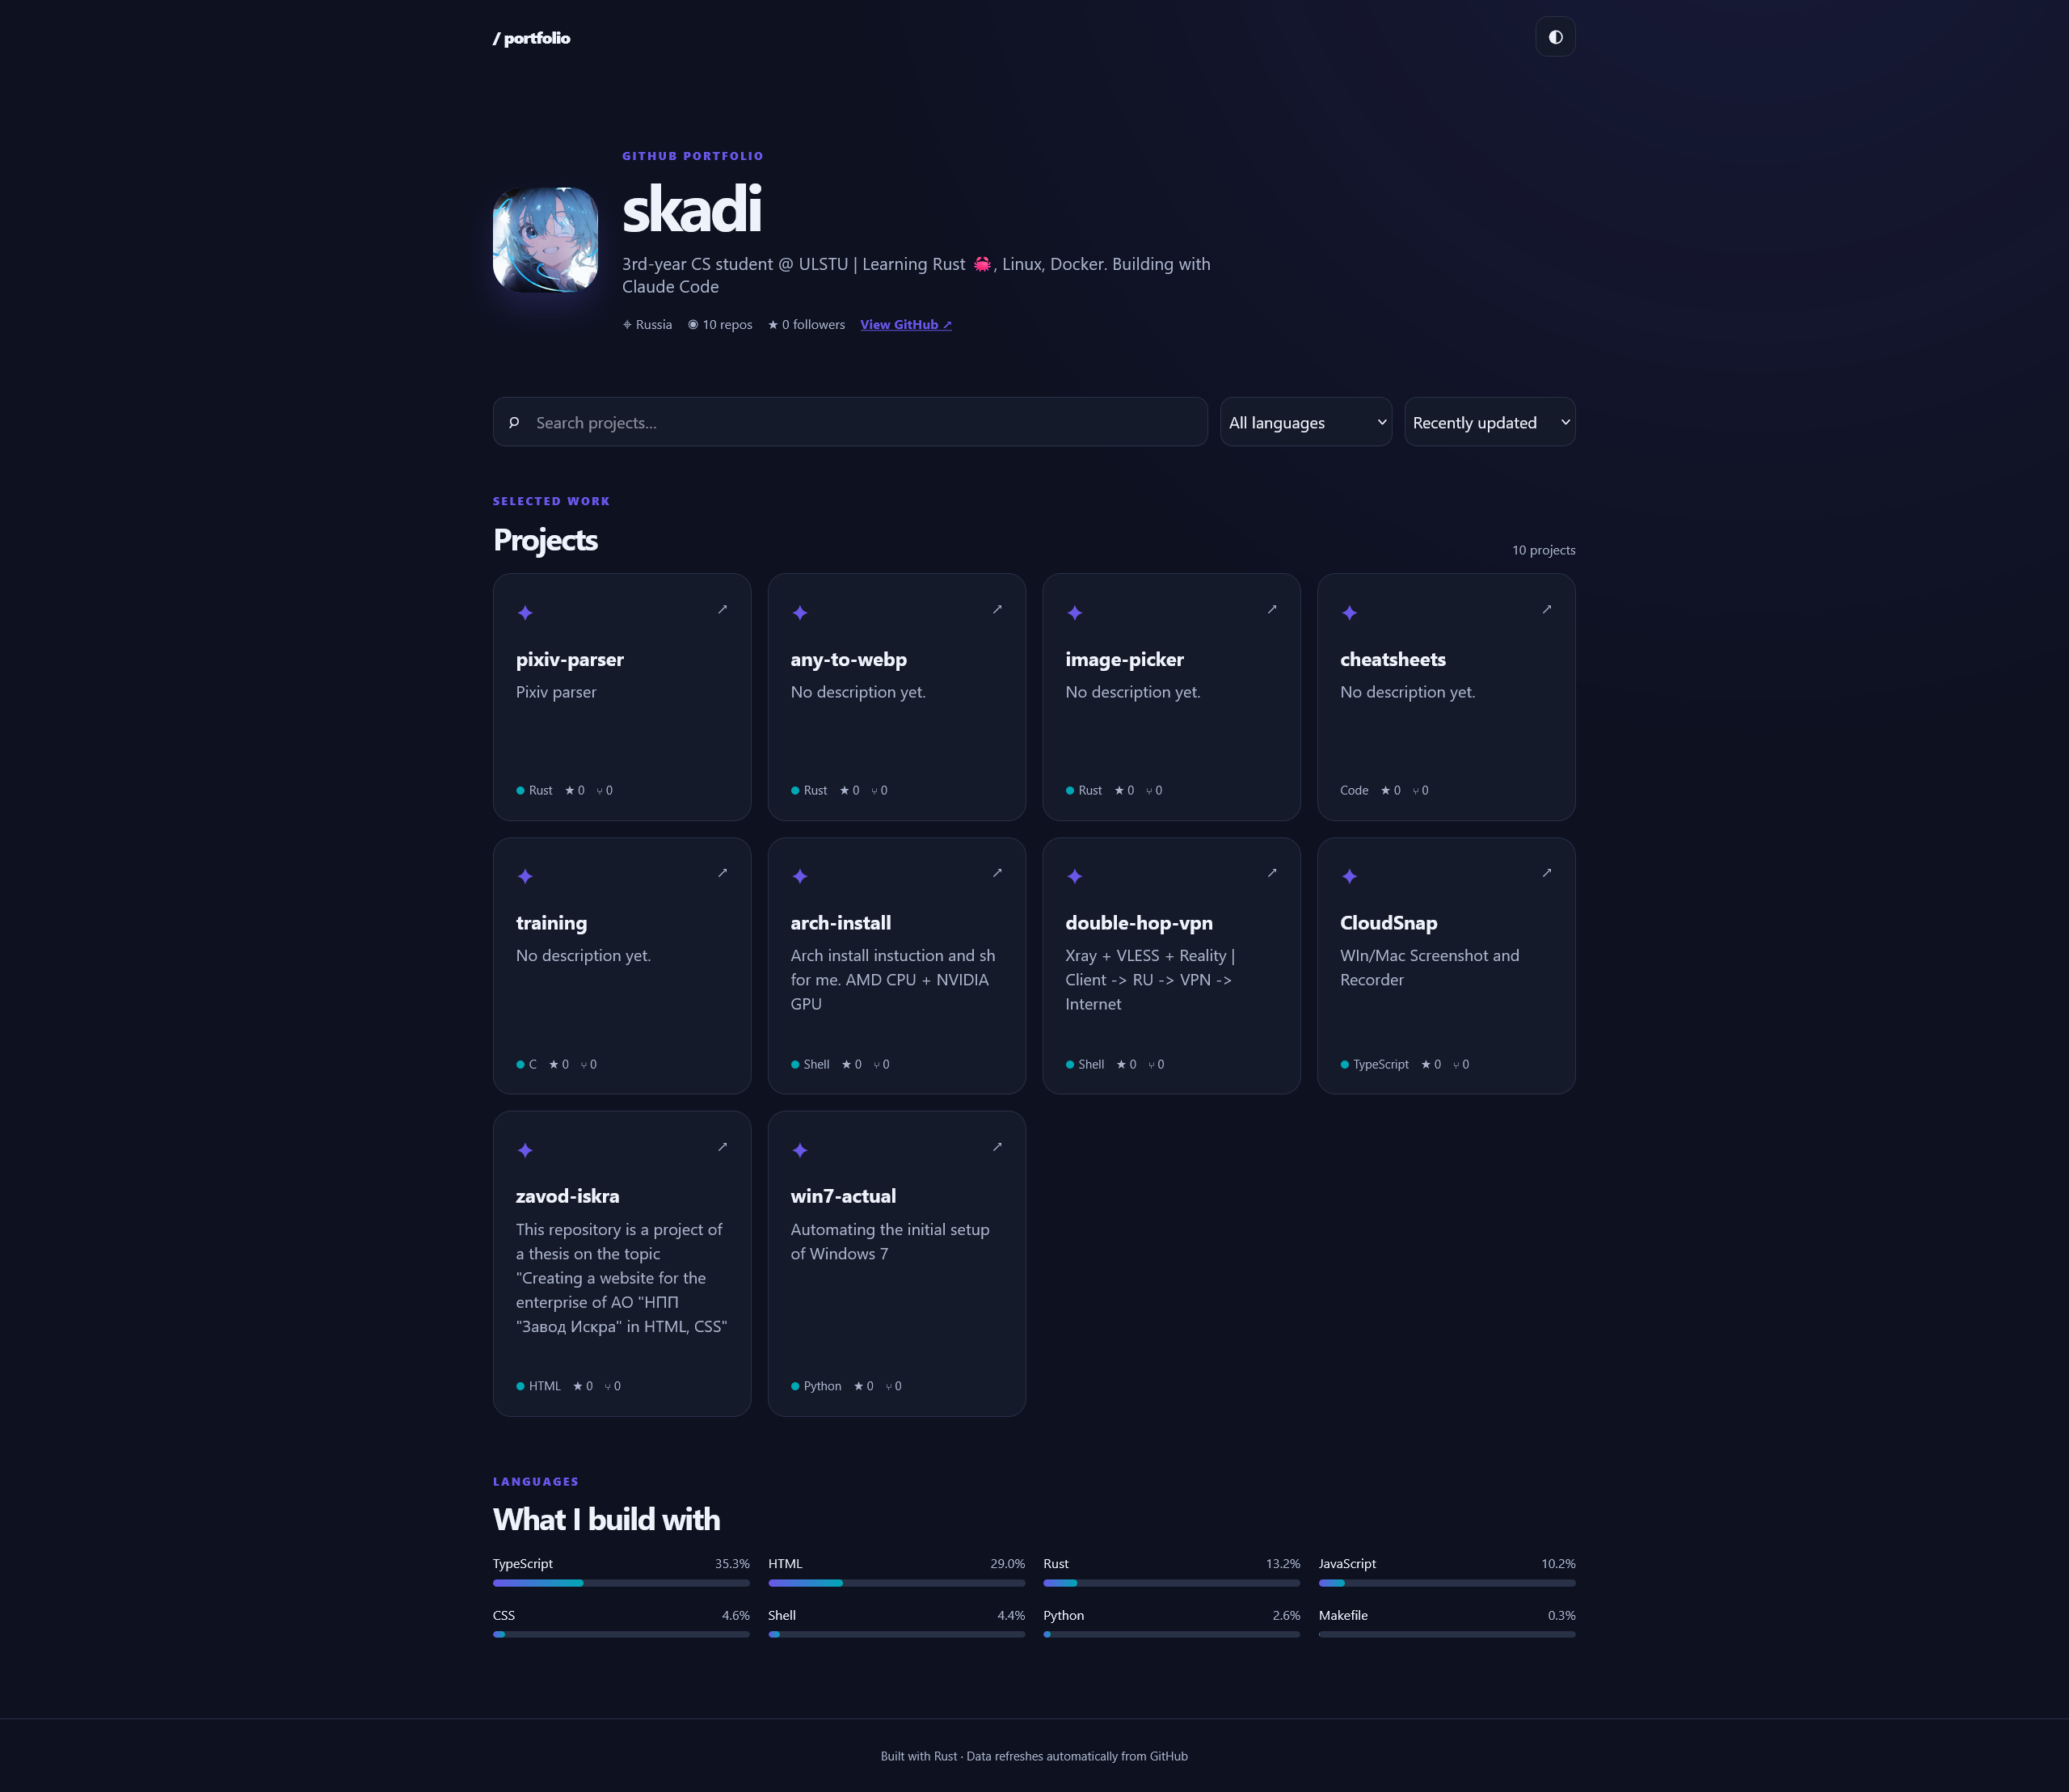 / portfolio
GITHUB PORTFOLIO
skadi
3rd-year CS student @ ULSTU | Learning Rust 🦀, Linux, Docker. Building with
Claude Code
⌖ Russia ◉ 10 repos ★ 0 followers View GitHub ↗
Search projects...
All languages
Recently updated
SELECTED WORK
Projects
10 projects
pixiv-parser
Pixiv parser
Rust ★ 0 ⑂ 0
any-to-webp
No description yet.
Rust ★ 0 ⑂ 0
image-picker
No description yet.
Rust ★ 0 ⑂ 0
cheatsheets
No description yet.
Code ★ 0 ⑂ 0
training
No description yet.
C ★ 0 ⑂ 0
arch-install
Arch install instuction and sh
for me. AMD CPU + NVIDIA
GPU
Shell ★ 0 ⑂ 0
double-hop-vpn
Xray + VLESS + Reality |
Client -> RU -> VPN ->
Internet
Shell ★ 0 ⑂ 0
CloudSnap
WIn/Mac Screenshot and
Recorder
TypeScript ★ 0 ⑂ 0
zavod-iskra
This repository is a project of
a thesis on the topic
"Creating a website for the
enterprise of АО "НПП
"Завод Искра" in HTML, CSS"
HTML ★ 0 ⑂ 0
win7-actual
Automating the initial setup
of Windows 7
Python ★ 0 ⑂ 0
LANGUAGES
What I build with
TypeScript 35.3%
HTML 29.0%
Rust 13.2%
JavaScript 10.2%
CSS 4.6%
Shell 4.4%
Python 2.6%
Makefile 0.3%
Built with Rust · Data refreshes automatically from GitHub